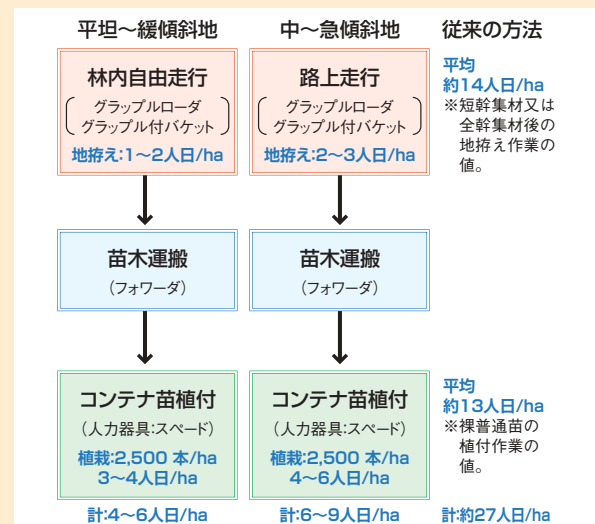 平坦～緩傾斜地
中～急傾斜地
従来の方法
林内自由走行
グラップルローダ
グラップル付バケット
地拵え:1～2人日/ha
路上走行
グラップルローダ
グラップル付バケット
地拵え:2～3人日/ha
平均
約14人日/ha
※短幹集材又は
全幹集材後の
地拵え作業の
値。
苗木運搬
(フォワーダ)
苗木運搬
(フォワーダ)
コンテナ苗植付
(人力器具:スペード)
植栽:2,500 本/ha
3～4人日/ha
コンテナ苗植付
(人力器具:スペード)
植栽:2,500 本/ha
4～6人日/ha
平均
約13人日/ha
※裸普通苗の
植付作業の
値。
計:4～6人日/ha
計:6～9人日/ha
計:約27人日/ha